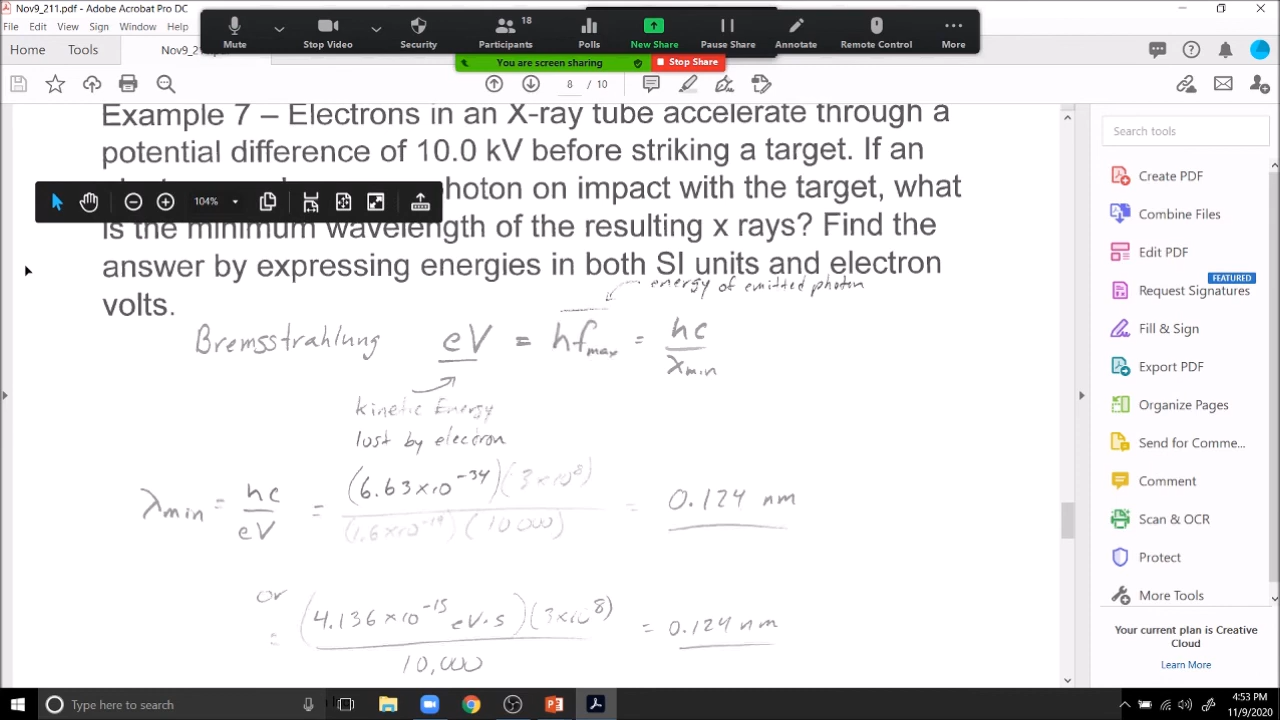 Nov9_211.pdf - Adobe Acrobat Pro DC
File Edit View Sign Window Help
Home Tools
Mute Stop Video Security Participants 18 Polls New Share Pause Share Annotate Remote Control More
You are screen sharing Stop Share
8 / 10
Example 7 – Electrons in an X-ray tube accelerate through a
potential difference of 10.0 kV before striking a target. If an
photon on impact with the target, what
104%
is the minimum wavelength of the resulting x rays? Find the
answer by expressing energies in both SI units and electron
volts.
energy of emitted photon
Bremsstrahlung eV = hf_max = hc / λ_min
kinetic Energy
lost by electron
λ_min = hc / eV = (6.63×10^-34)(3×10^8) / (1.6×10^-19)(10000) = 0.124 nm
or
= (4.136×10^-15 eV·s)(3×10^8) / 10,000 = 0.124 nm
Search tools
Create PDF
Combine Files
Edit PDF
FEATURED
Request Signatures
Fill & Sign
Export PDF
Organize Pages
Send for Comme...
Comment
Scan & OCR
Protect
More Tools
Your current plan is Creative
Cloud
Learn More
Type here to search
4:53 PM
11/9/2020